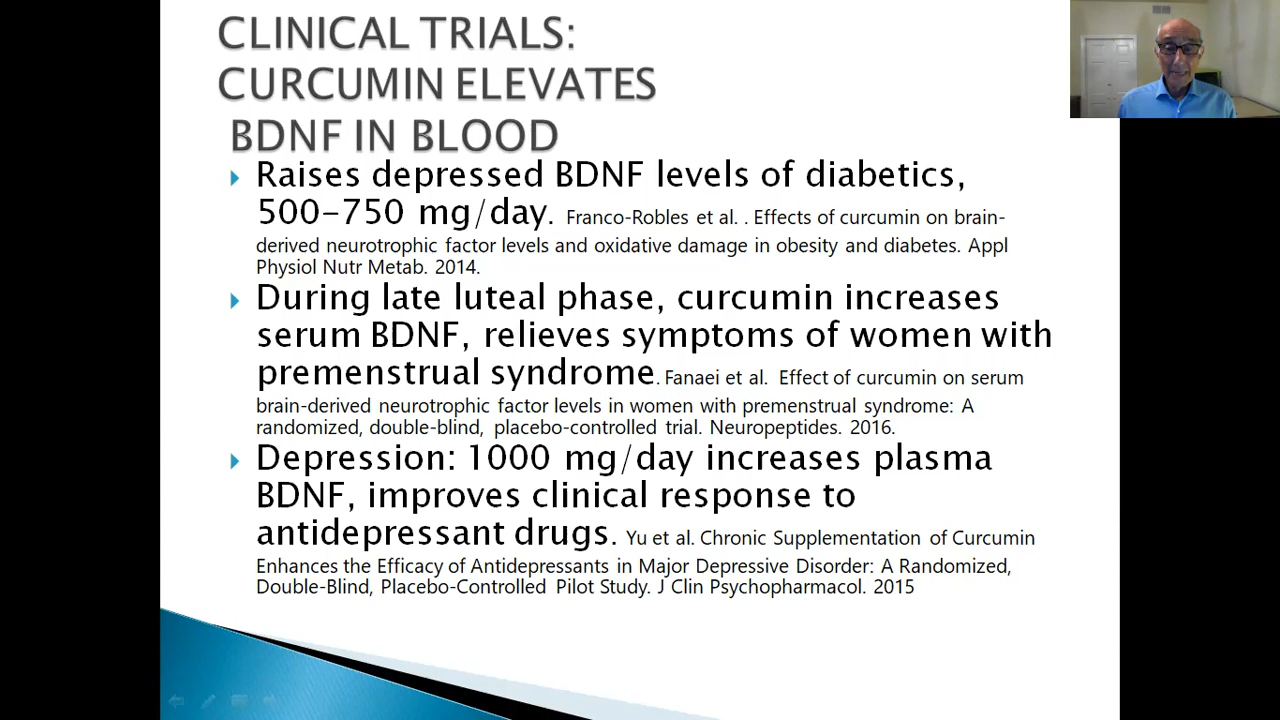 CLINICAL TRIALS:
CURCUMIN ELEVATES
BDNF IN BLOOD
Raises depressed BDNF levels of diabetics,
500-750 mg/day. Franco-Robles et al. . Effects of curcumin on brain-
derived neurotrophic factor levels and oxidative damage in obesity and diabetes. Appl
Physiol Nutr Metab. 2014.
During late luteal phase, curcumin increases
serum BDNF, relieves symptoms of women with
premenstrual syndrome. Fanaei et al. Effect of curcumin on serum
brain-derived neurotrophic factor levels in women with premenstrual syndrome: A
randomized, double-blind, placebo-controlled trial. Neuropeptides. 2016.
Depression: 1000 mg/day increases plasma
BDNF, improves clinical response to
antidepressant drugs. Yu et al. Chronic Supplementation of Curcumin
Enhances the Efficacy of Antidepressants in Major Depressive Disorder: A Randomized,
Double-Blind, Placebo-Controlled Pilot Study. J Clin Psychopharmacol. 2015